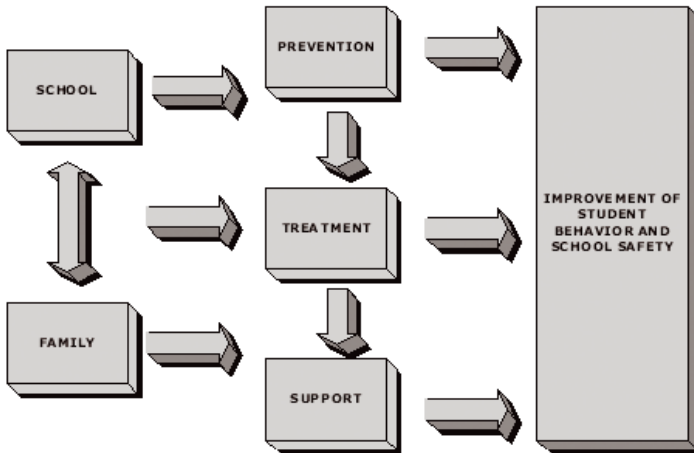 PREVENTION
SCHOOL
TREATMENT
IMPROVEMENT OF
STUDENT
BEHAVIOR AND
SCHOOL SAFETY
FAMILY
SUPPORT